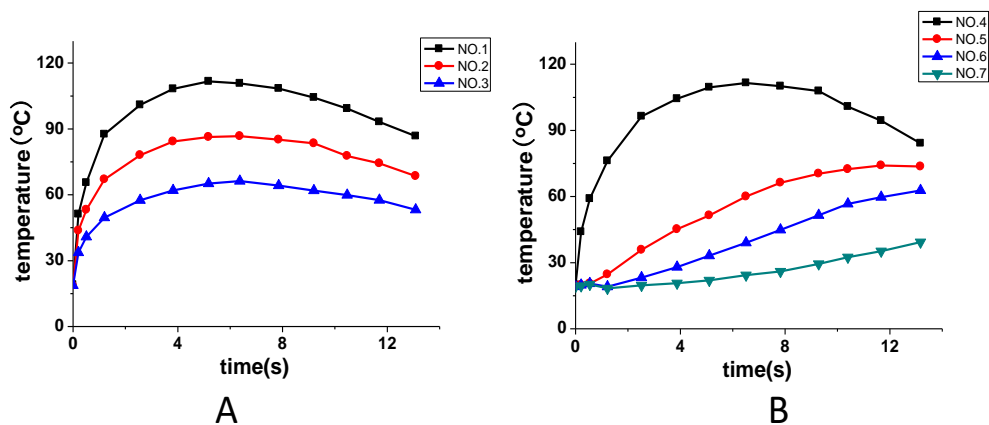 NO.1
NO.2
NO.3
120
90
60
30
0
temperature (ºC)
0 4 8 12
time(s)
A
NO.4
NO.5
NO.6
NO.7
120
90
60
30
0
temperature (ºC)
0 4 8 12
time(s)
B